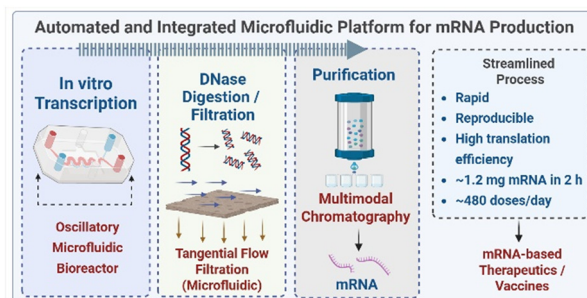 Automated and Integrated Microfluidic Platform for mRNA Production
In vitro
Transcription
Oscillatory
Microfluidic
Bioreactor
DNase
Digestion /
Filtration
Tangential Flow
Filtration
(Microfluidic)
Purification
Multimodal
Chromatography
mRNA
Streamlined
Process
• Rapid
• Reproducible
• High translation
efficiency
• ~1.2 mg mRNA in 2 h
• ~480 doses/day
mRNA-based
Therapeutics /
Vaccines